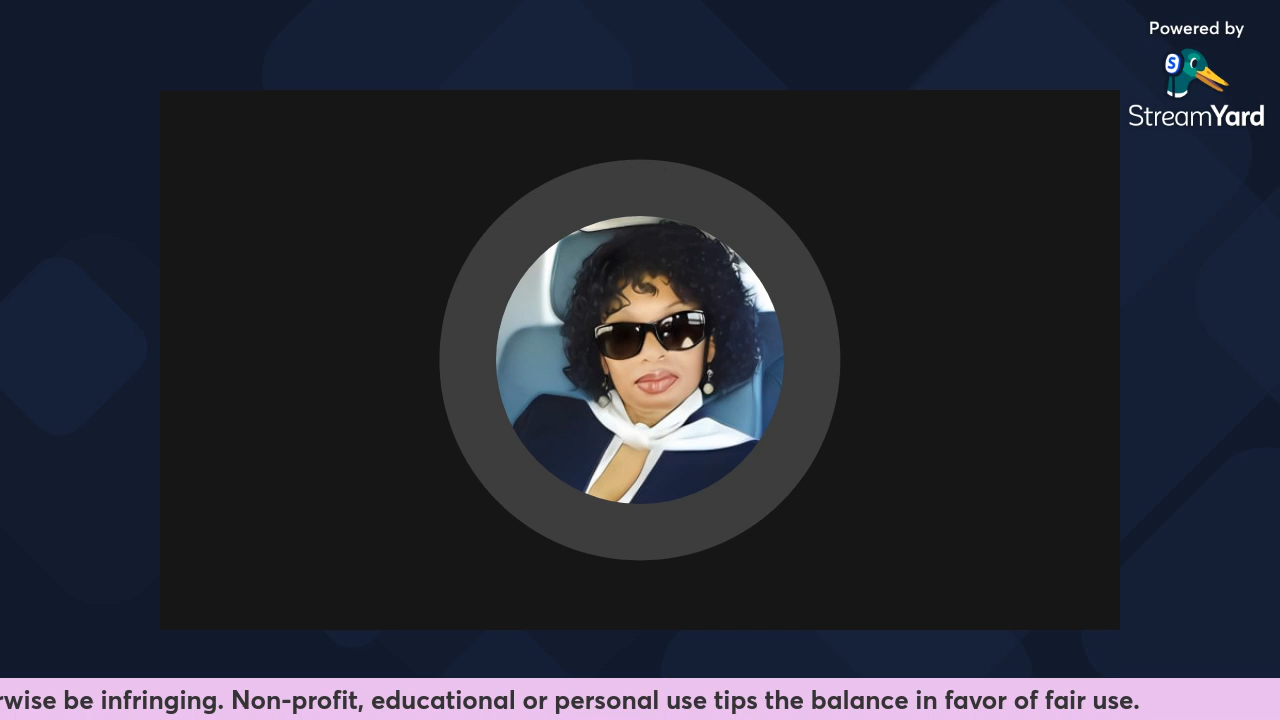 Powered by
S
StreamYard
rwise be infringing. Non-profit, educational or personal use tips the balance in favor of fair use.